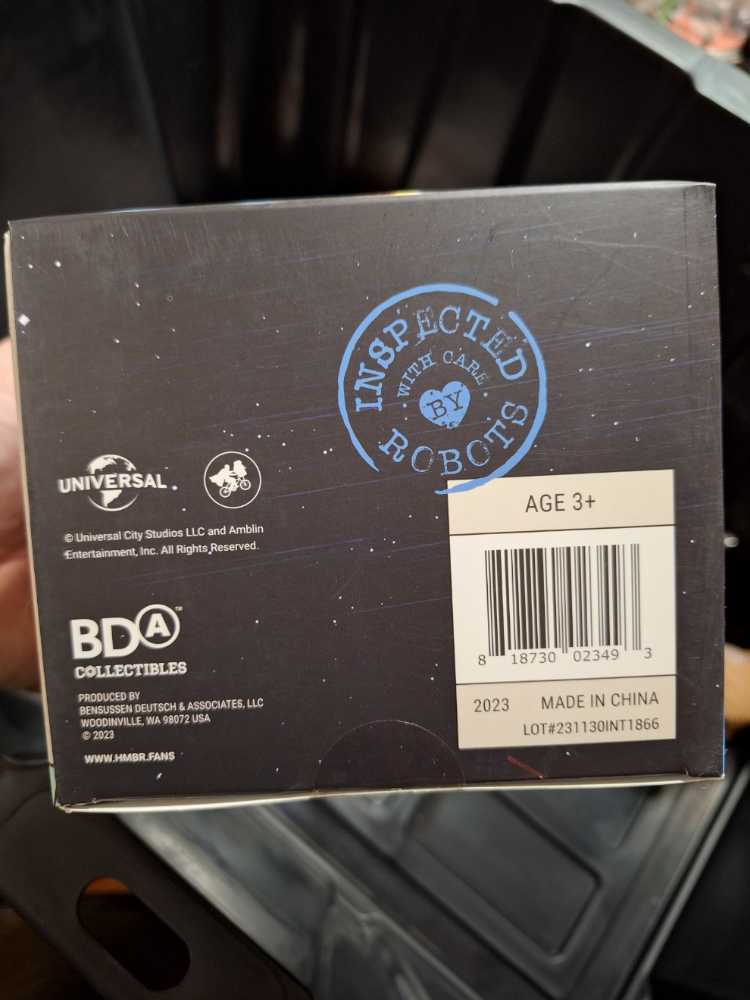 INSPECTED
WITH CARE
BY
ROBOTS
UNIVERSAL
© Universal City Studios LLC and Amblin
Entertainment, Inc. All Rights Reserved.
BDA™
COLLECTIBLES
PRODUCED BY
BENSUSSEN DEUTSCH & ASSOCIATES, LLC
WOODINVILLE, WA 98072 USA
© 2023
WWW.HMBR.FANS
AGE 3+
8 18730 02349 3
2023 MADE IN CHINA
LOT#231130INT1866